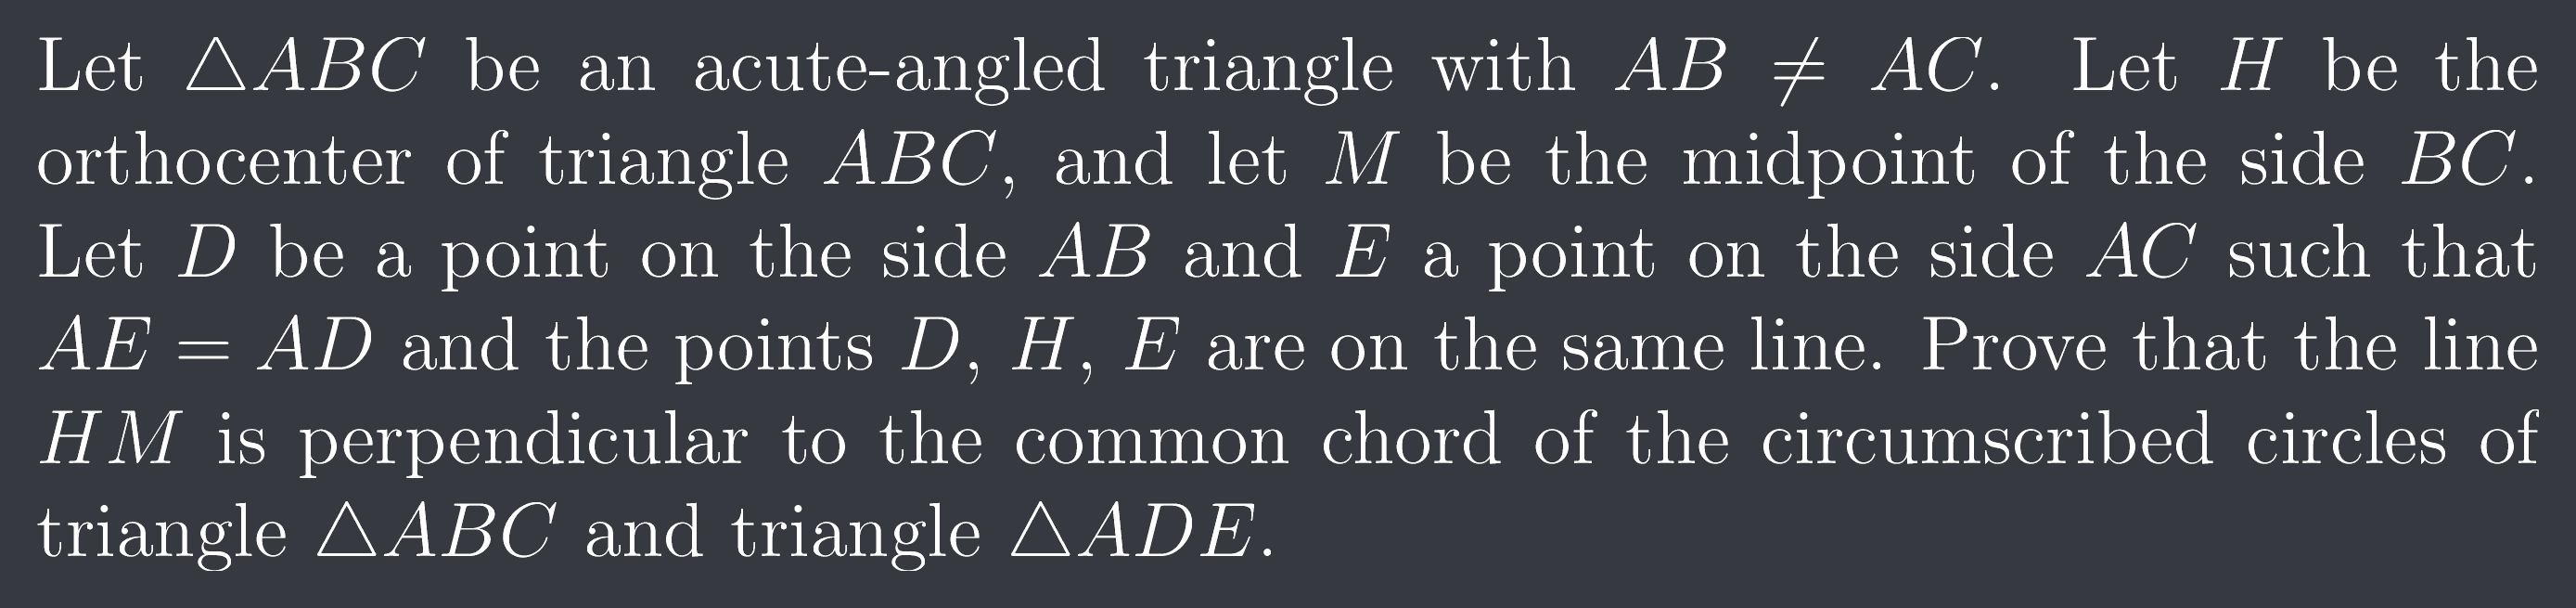 Let △ABC be an acute-angled triangle with AB ≠ AC. Let H be the
orthocenter of triangle ABC, and let M be the midpoint of the side BC.
Let D be a point on the side AB and E a point on the side AC such that
AE = AD and the points D, H, E are on the same line. Prove that the line
HM is perpendicular to the common chord of the circumscribed circles of
triangle △ABC and triangle △ADE.